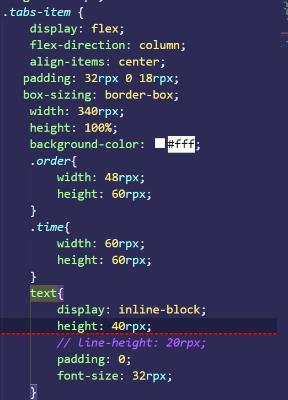 .tabs-item {
display: flex;
flex-direction: column;
align-items: center;
padding: 32rpx 0 18rpx;
box-sizing: border-box;
width: 340rpx;
height: 100%;
background-color: #fff;
.order{
width: 48rpx;
height: 60rpx;
}
.time{
width: 60rpx;
height: 60rpx;
}
text{
display: inline-block;
height: 40rpx;
// line-height: 20rpx;
padding: 0;
font-size: 32rpx;
}